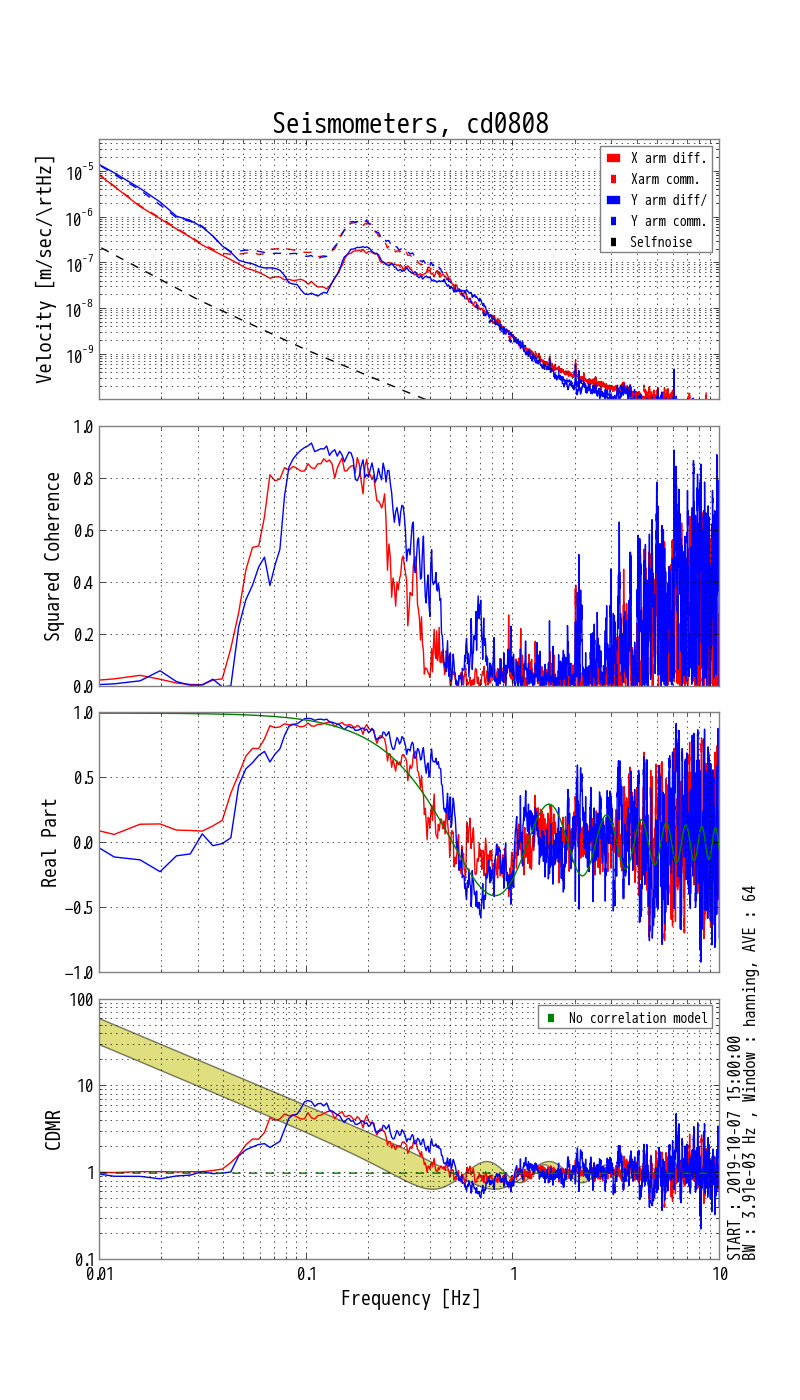 Seismometers, cd0808
Velocity [m/sec/\rtHz]
10^-5
10^-6
10^-7
10^-8
10^-9
X arm diff.
Xarm comm.
Y arm diff/
Y arm comm.
Selfnoise
Squared Coherence
1.0
0.8
0.6
0.4
0.2
0.0
Real Part
1.0
0.5
0.0
−0.5
−1.0
CDMR
100
10
1
0.1
No correlation model
0.01
0.1
1
10
Frequency [Hz]
START : 2019-10-07 15:00:00
BW : 3.91e-03 Hz , Window : hanning, AVE : 64